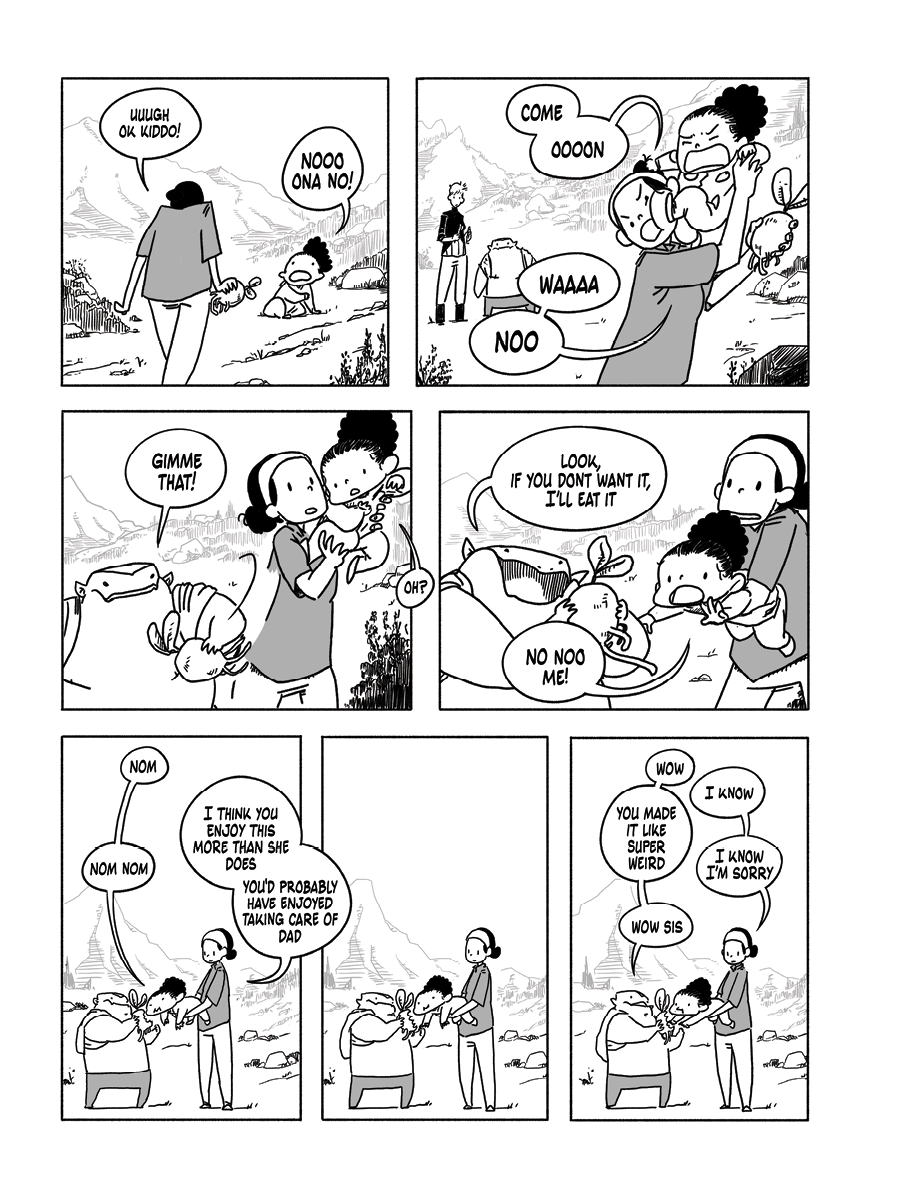 UUUGH
OK KIDDO!
NOOO
ONA NO!
COME
OOOON
WAAAA
NOO
GIMME
THAT!
OH?
LOOK,
IF YOU DONT WANT IT,
I'LL EAT IT
NO NOO
ME!
NOM
NOM NOM
I THINK YOU
ENJOY THIS
MORE THAN SHE
DOES
YOU'D PROBABLY
HAVE ENJOYED
TAKING CARE OF
DAD
WOW
YOU MADE
IT LIKE
SUPER
WEIRD
WOW SIS
I KNOW
I KNOW
I'M SORRY